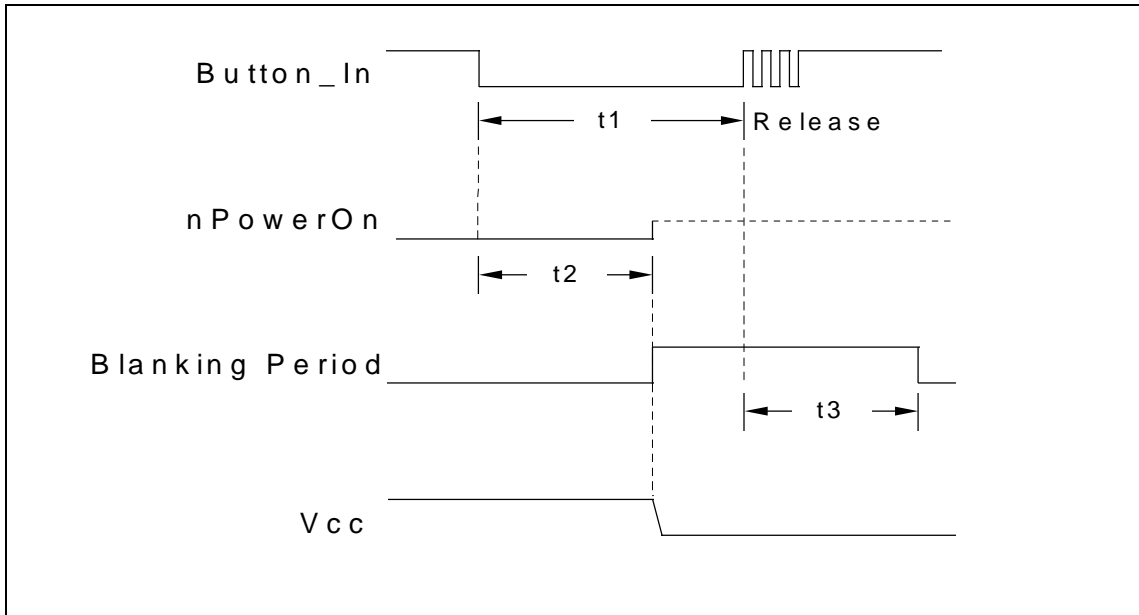 Button_In
t1
Release
nPowerOn
t2
Blanking Period
t3
Vcc